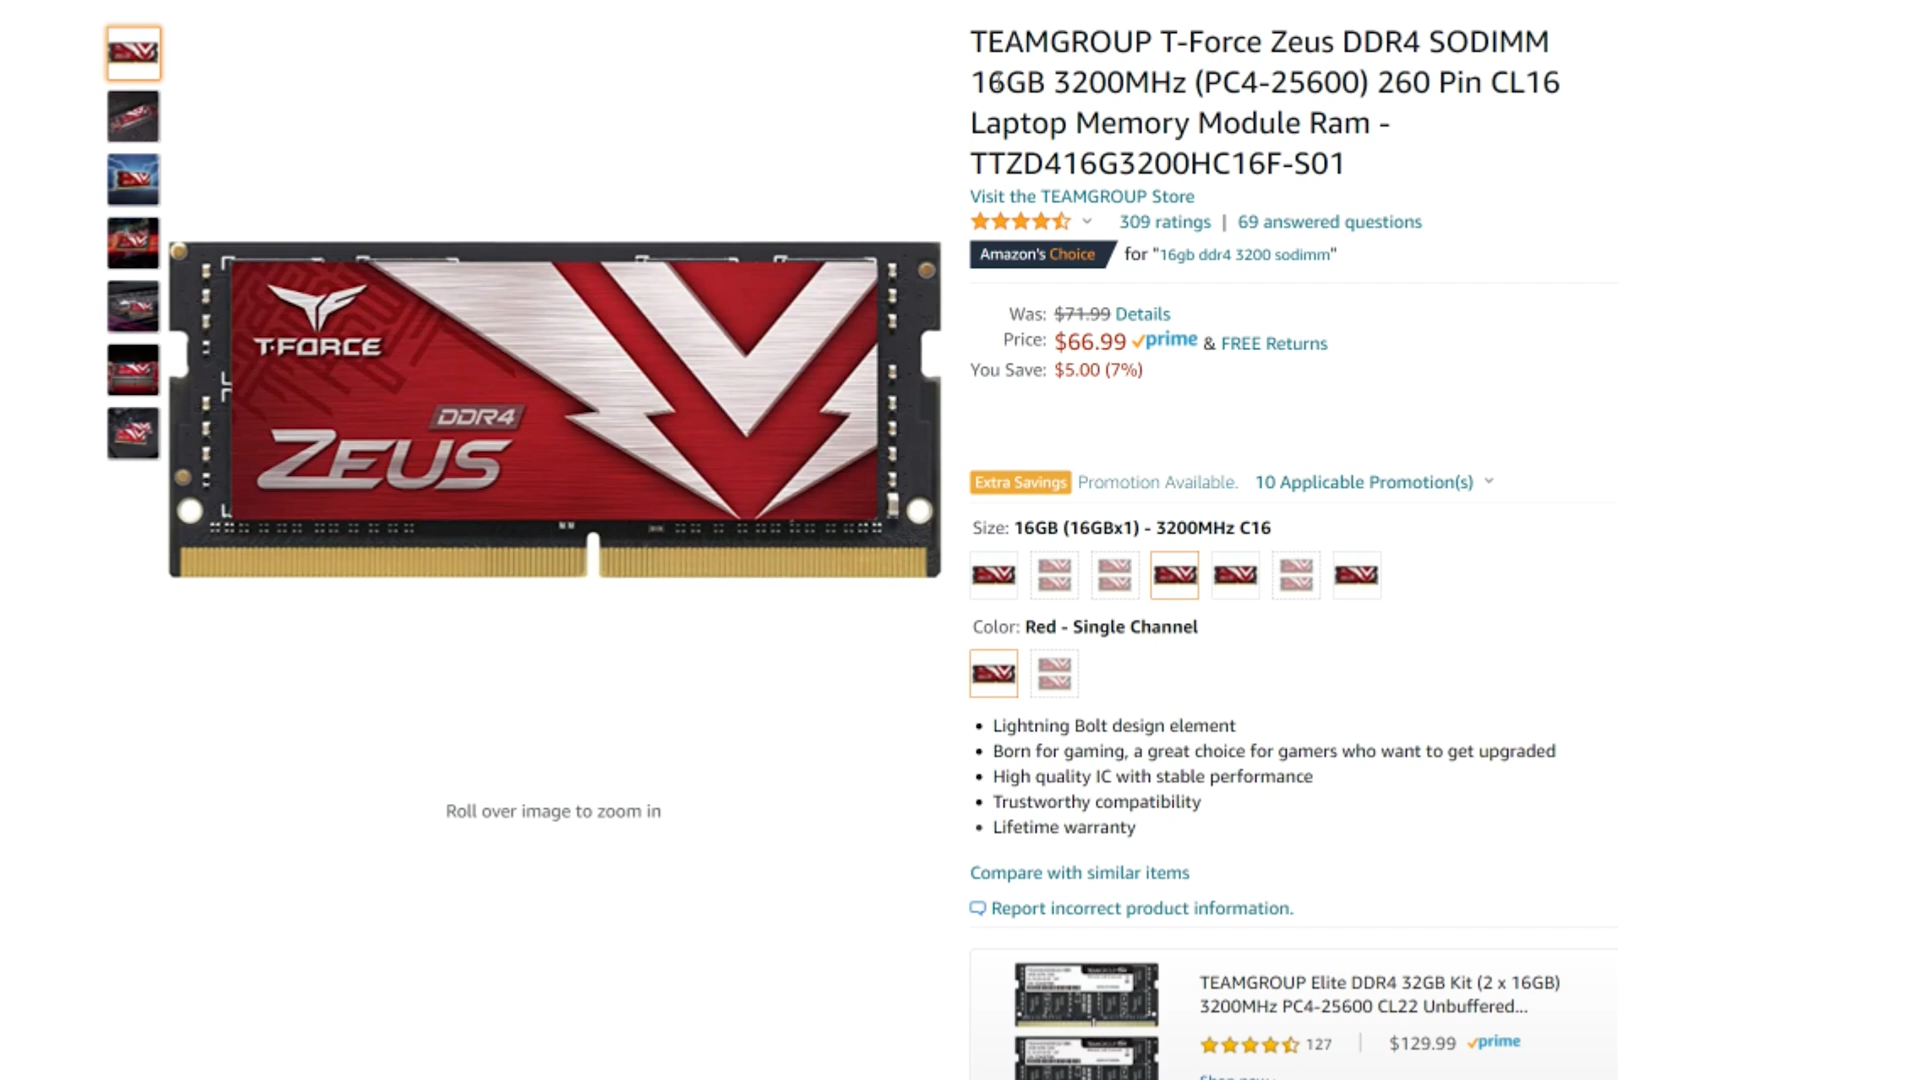 TEAMGROUP T-Force Zeus DDR4 SODIMM
16GB 3200MHz (PC4-25600) 260 Pin CL16
Laptop Memory Module Ram -
TTZD416G3200HC16F-S01
Visit the TEAMGROUP Store
309 ratings | 69 answered questions
Amazon's Choice for "16gb ddr4 3200 sodimm"
T-FORCE
DDR4
ZEUS
Was: $71.99 Details
Price: $66.99 prime & FREE Returns
You Save: $5.00 (7%)
Extra Savings Promotion Available. 10 Applicable Promotion(s)
Size: 16GB (16GBx1) - 3200MHz C16
Color: Red - Single Channel
• Lightning Bolt design element
• Born for gaming, a great choice for gamers who want to get upgraded
• High quality IC with stable performance
• Trustworthy compatibility
• Lifetime warranty
Roll over image to zoom in
Compare with similar items
Report incorrect product information.
TEAMGROUP Elite DDR4 32GB Kit (2 x 16GB)
3200MHz PC4-25600 CL22 Unbuffered...
127 | $129.99 prime